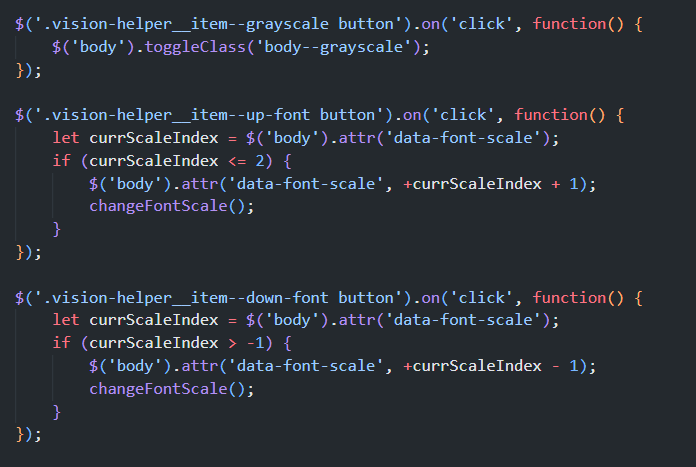 $('.vision-helper__item--grayscale button').on('click', function() {
    $('body').toggleClass('body--grayscale');
});

$('.vision-helper__item--up-font button').on('click', function() {
    let currScaleIndex = $('body').attr('data-font-scale');
    if (currScaleIndex <= 2) {
        $('body').attr('data-font-scale', +currScaleIndex + 1);
        changeFontScale();
    }
});

$('.vision-helper__item--down-font button').on('click', function() {
    let currScaleIndex = $('body').attr('data-font-scale');
    if (currScaleIndex > -1) {
        $('body').attr('data-font-scale', +currScaleIndex - 1);
        changeFontScale();
    }
});